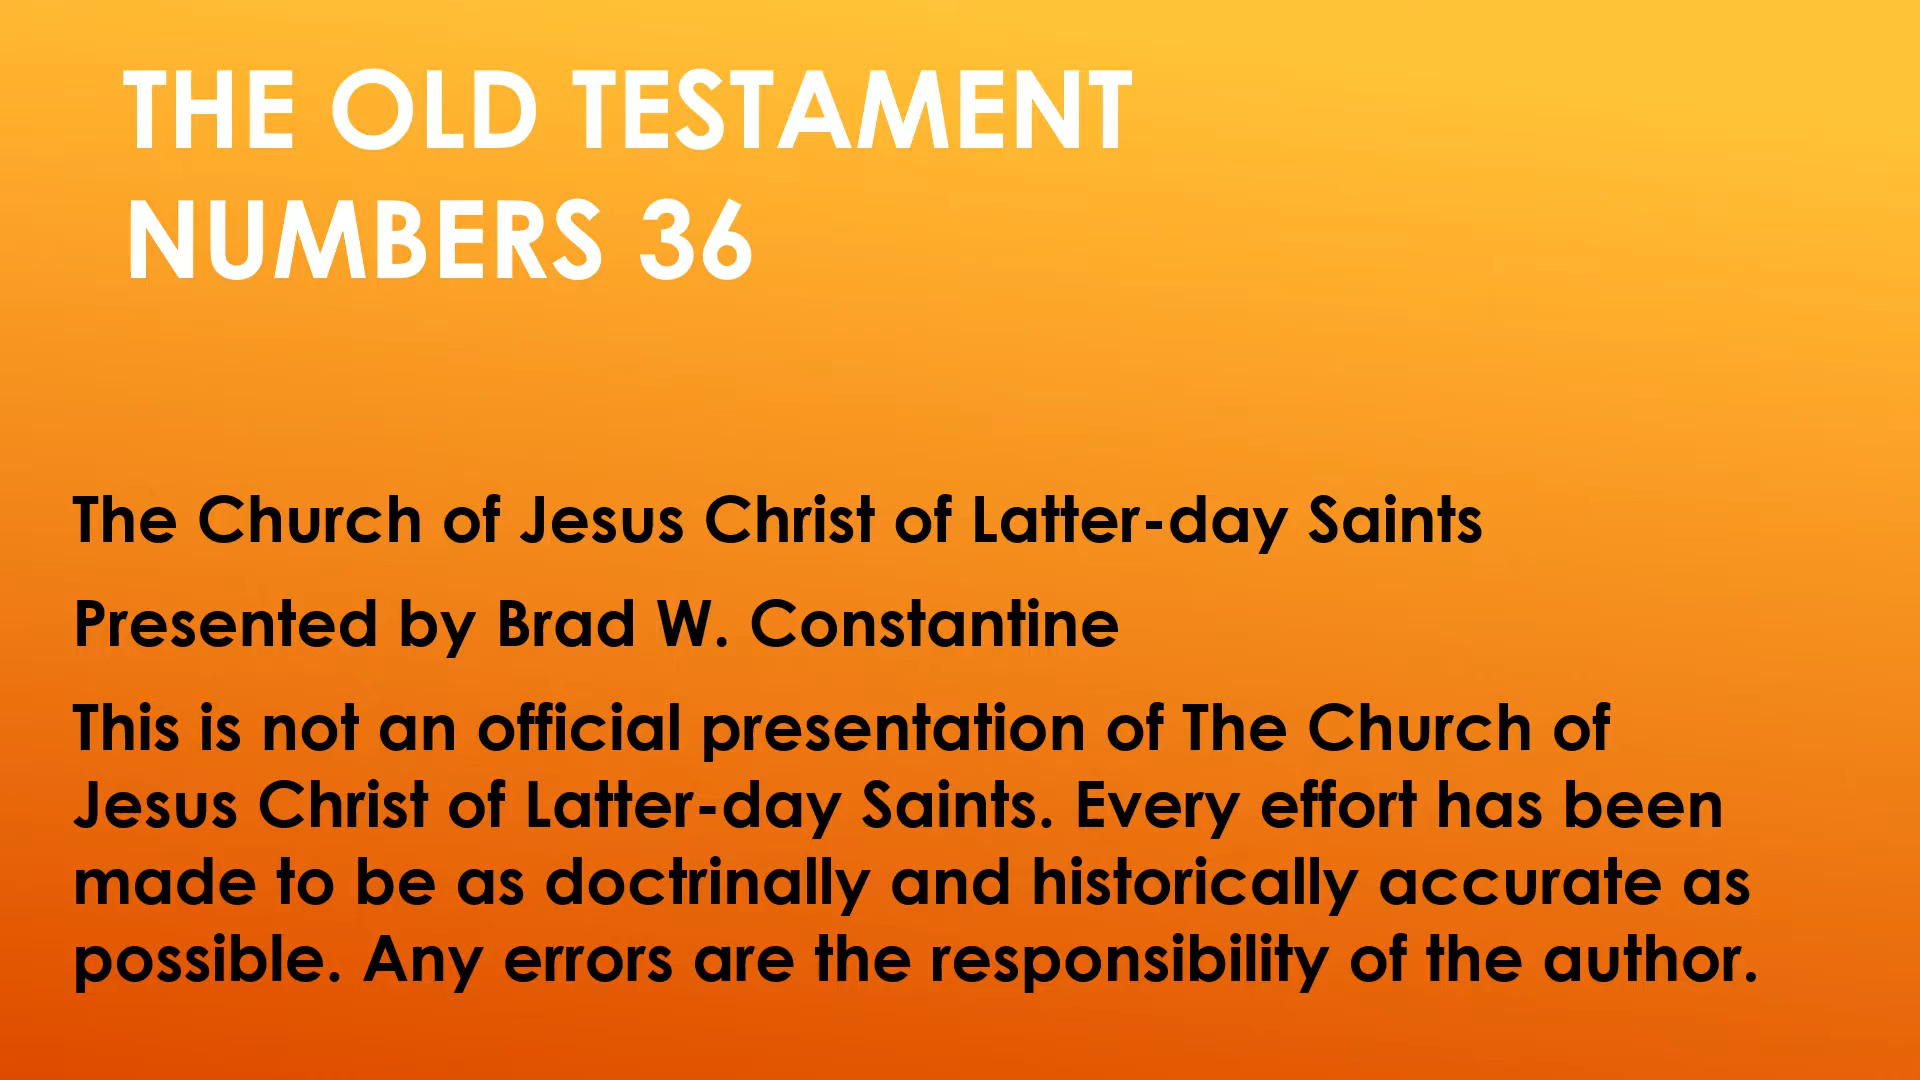 THE OLD TESTAMENT
NUMBERS 36
The Church of Jesus Christ of Latter-day Saints
Presented by Brad W. Constantine
This is not an official presentation of The Church of
Jesus Christ of Latter-day Saints. Every effort has been
made to be as doctrinally and historically accurate as
possible. Any errors are the responsibility of the author.